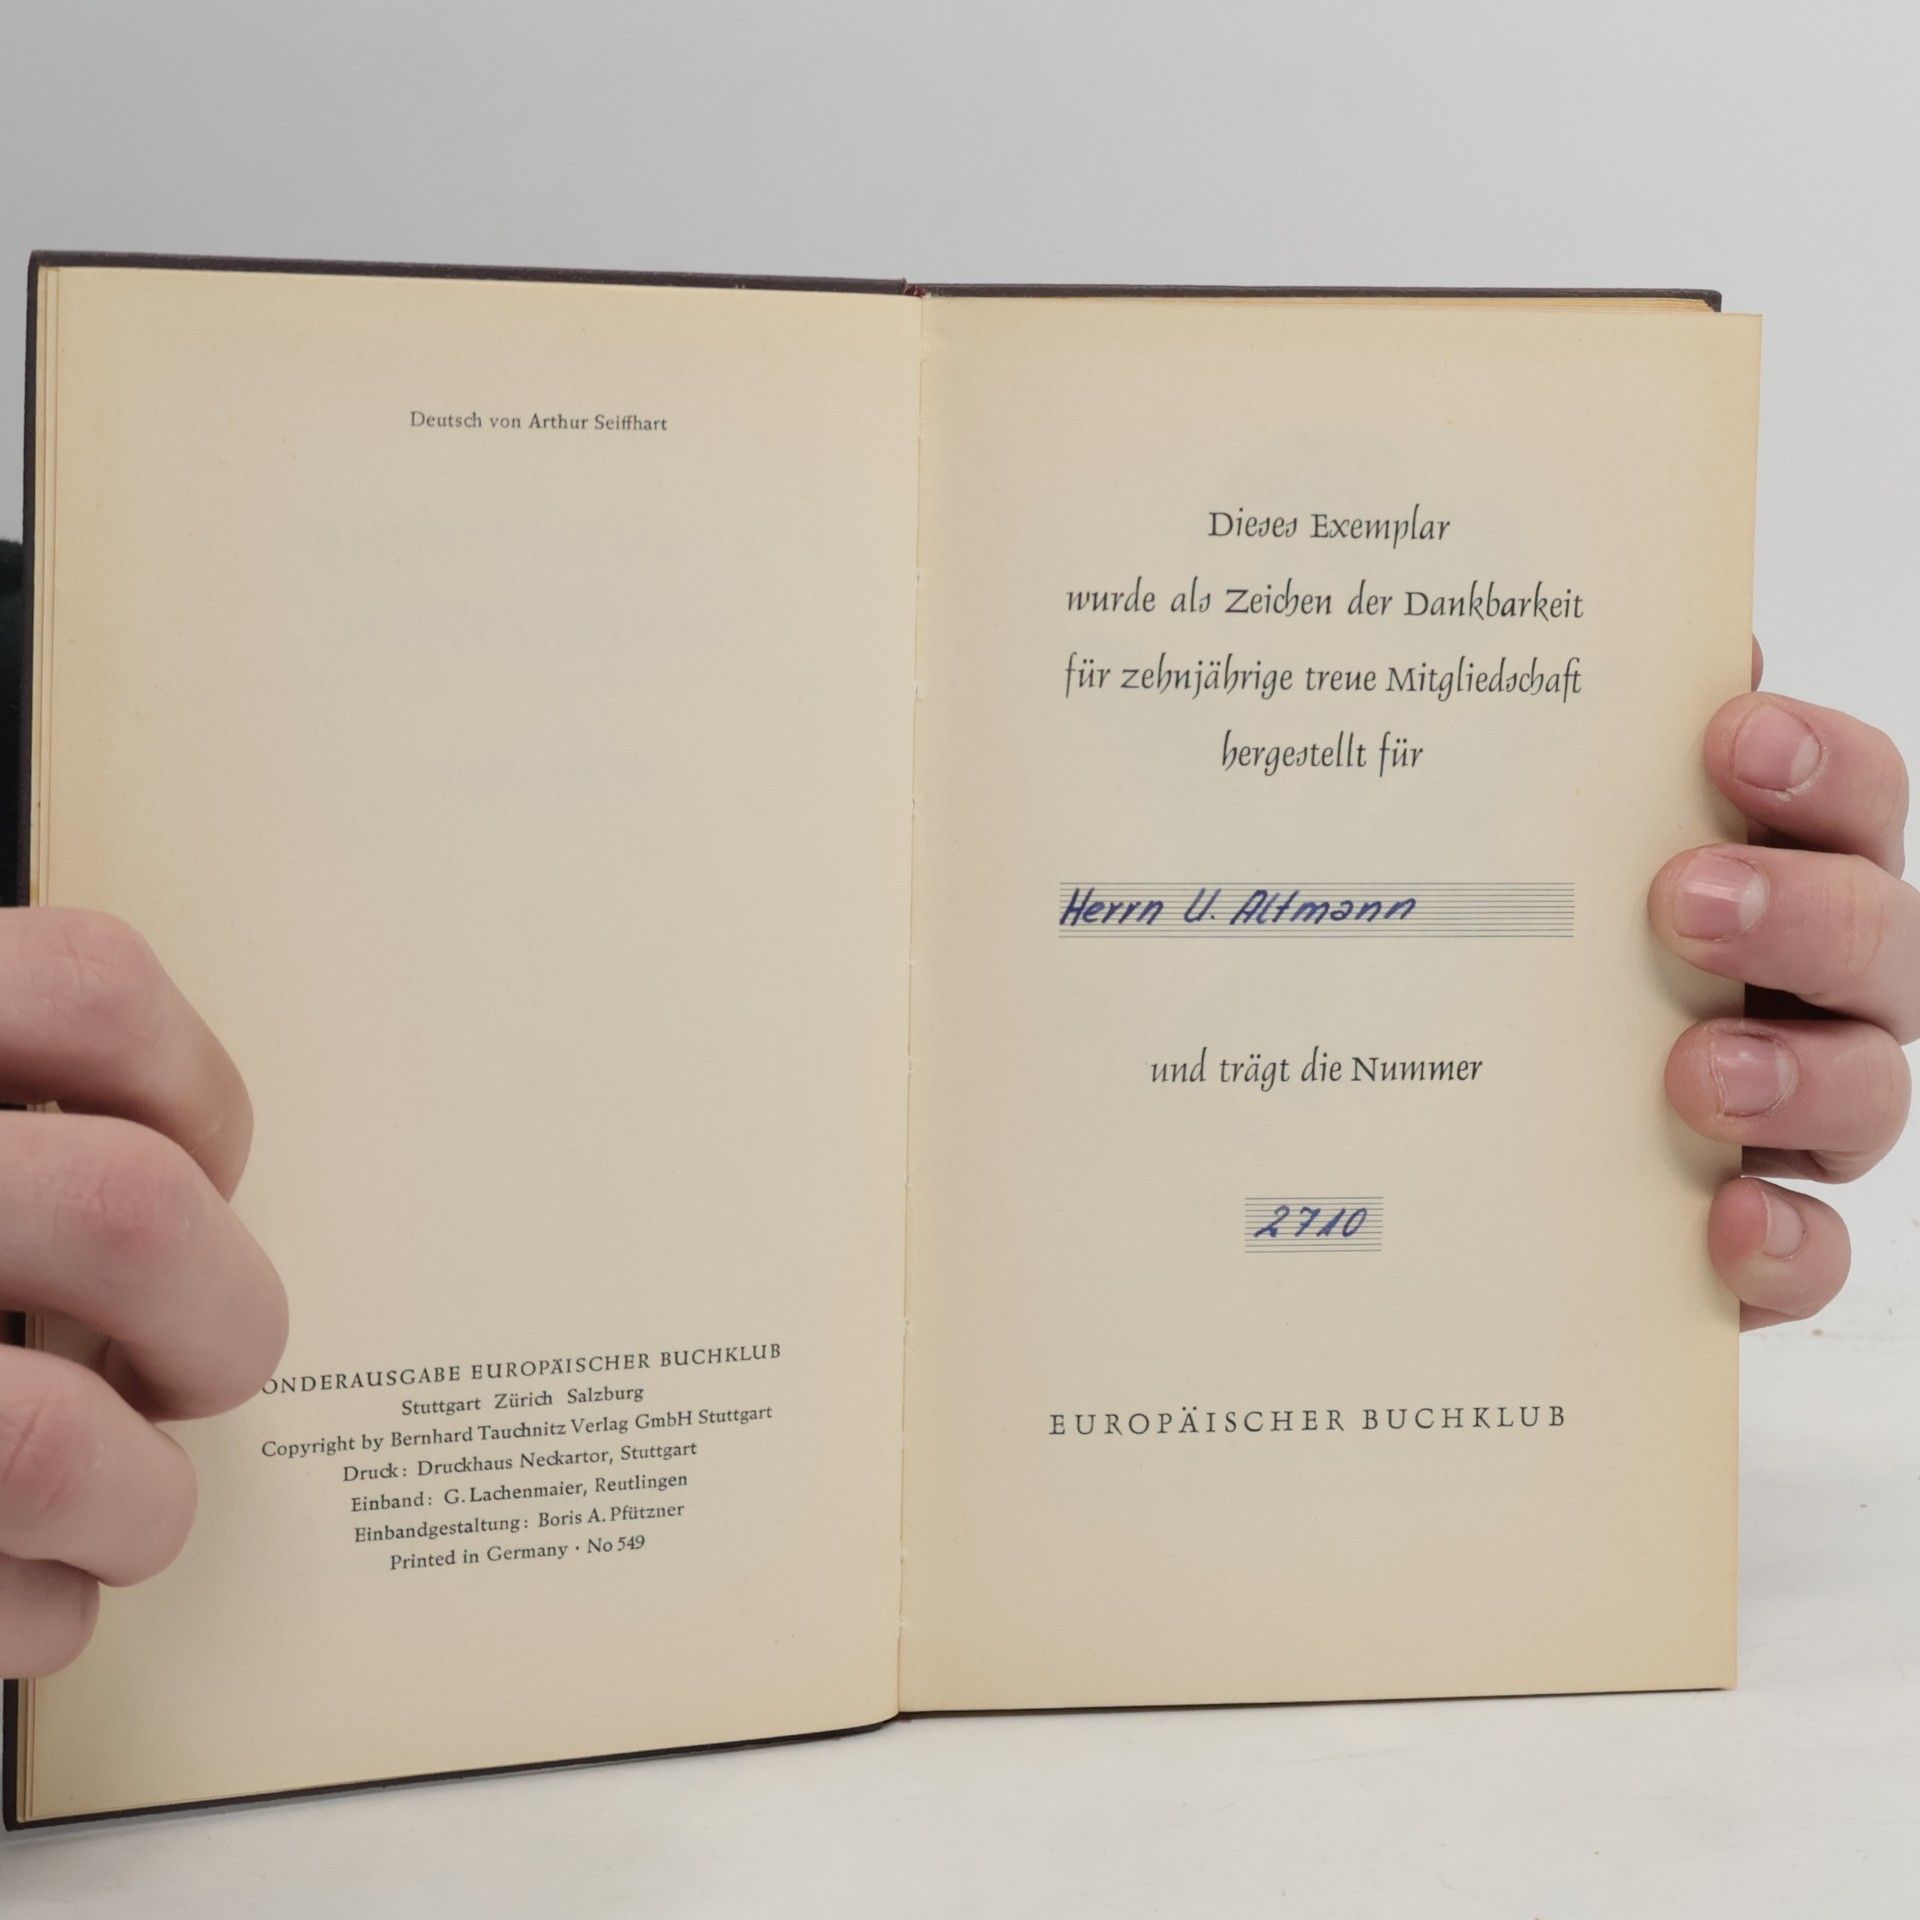 Deutsch von Arthur Seiffhart
ONDERAUSGABE EUROPÄISCHER BUCHKLUB
Stuttgart Zürich Salzburg
Copyright by Bernhard Tauchnitz Verlag GmbH Stuttgart
Druck: Druckhaus Neckartor, Stuttgart
Einband: G. Lachenmaier, Reutlingen
Einbandgestaltung: Boris A. Pfützner
Printed in Germany · No 549
Dieses Exemplar
wurde als Zeichen der Dankbarkeit
für zehnjährige treue Mitgliedschaft
hergestellt für
Herrn U. Altmann
und trägt die Nummer
2710
EUROPÄISCHER BUCHKLUB